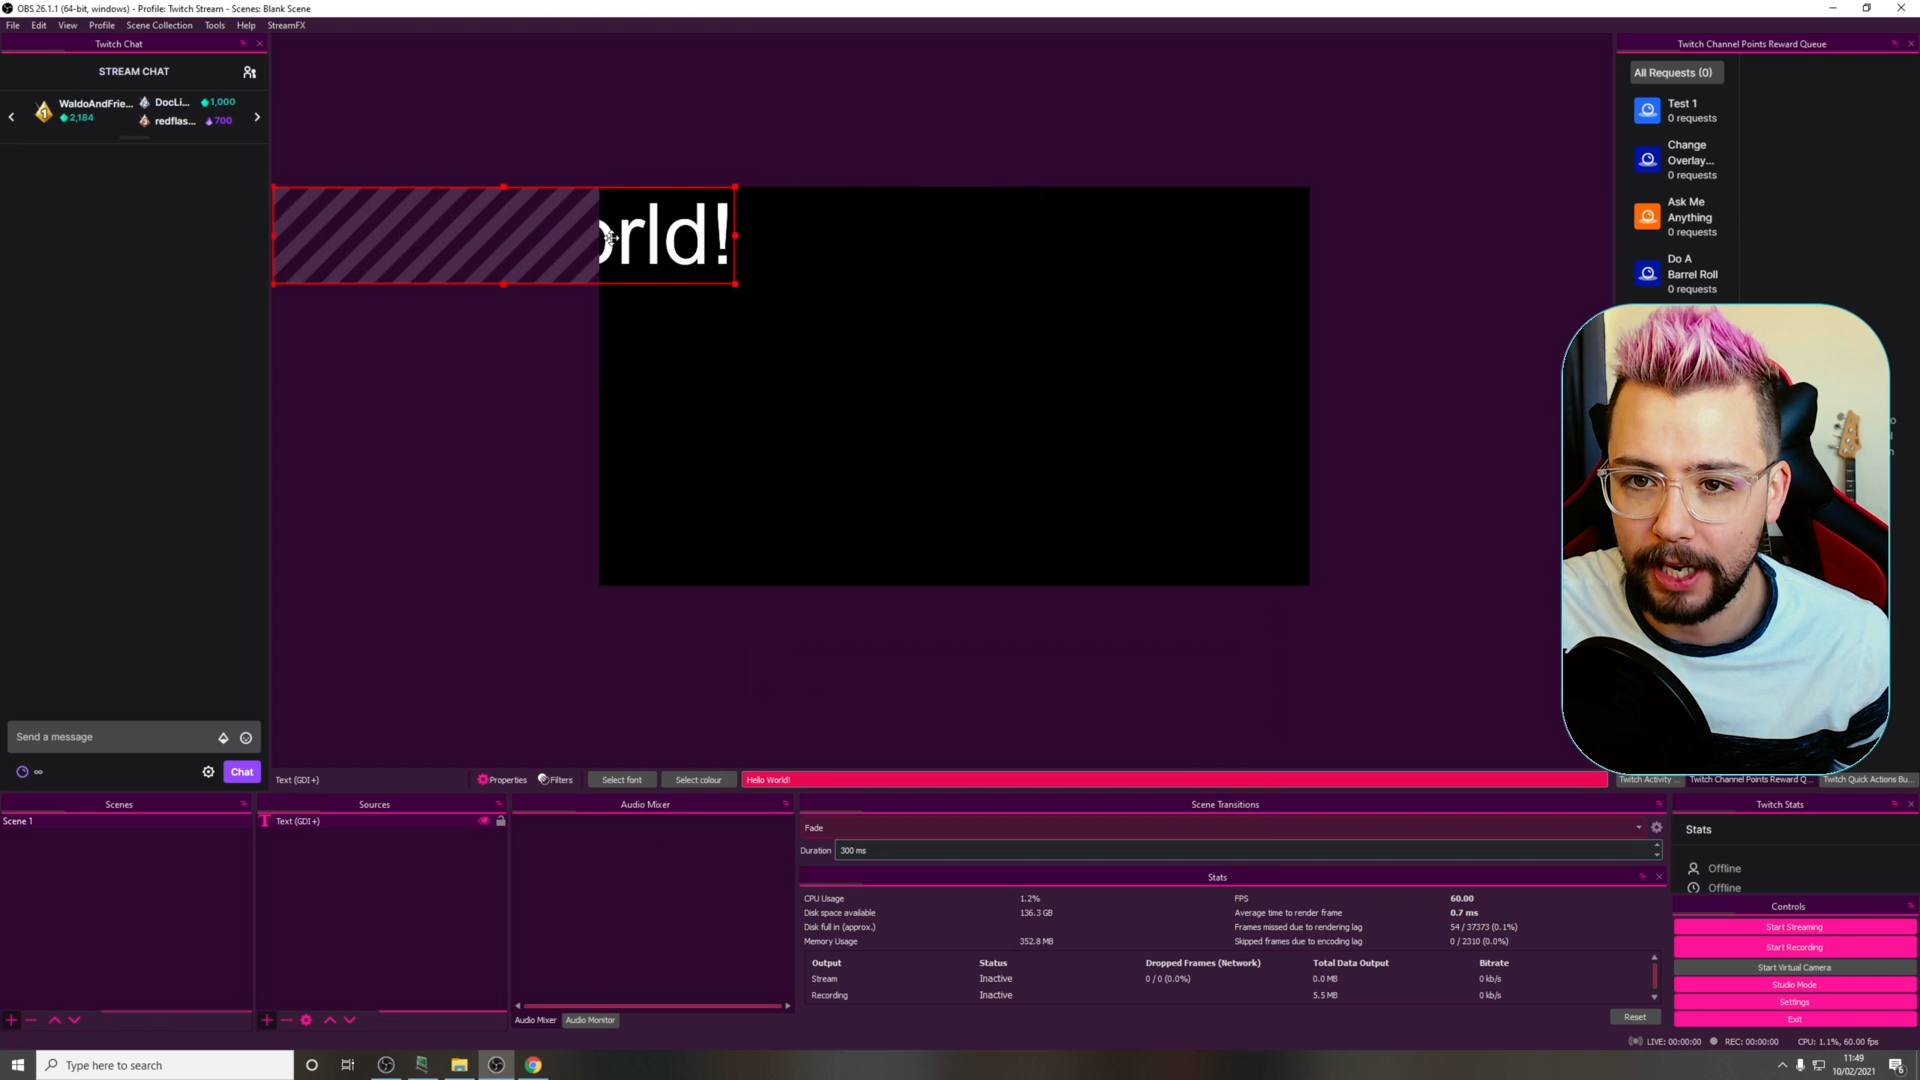 OBS 26.1.1 (64-bit, windows) - Profile: Twitch Stream - Scenes: Blank Scene
File Edit View Profile Scene Collection Tools Help StreamFX
Twitch Chat
STREAM CHAT
WaldoAndFrie... 2,184
DocLi... 1,000
redflas... 700
Send a message
Chat
orld!
Twitch Channel Points Reward Queue
All Requests (0)
Test 1
0 requests
Change
Overlay...
0 requests
Ask Me
Anything
0 requests
Do A
Barrel Roll
0 requests
Text (GDI+) Properties Filters Select font Select colour Hello World!
Twitch Activity ... Twitch Channel Points Reward Q... Twitch Quick Actions Bu...
Scenes
Scene 1
Sources
Text (GDI+)
Audio Mixer
Audio Mixer Audio Monitor
Scene Transitions
Fade
Duration 300 ms
Stats
CPU Usage 1.2% FPS 60.00
Disk space available 136.3 GB Average time to render frame 0.7 ms
Disk full in (approx.) Frames missed due to rendering lag 54 / 37373 (0.1%)
Memory Usage 352.8 MB Skipped frames due to encoding lag 0 / 2310 (0.0%)
Output Status Dropped Frames (Network) Total Data Output Bitrate
Stream Inactive 0 / 0 (0.0%) 0.0 MB 0 kb/s
Recording Inactive 5.5 MB 0 kb/s
Reset
Twitch Stats
Stats
Offline
Offline
Controls
Start Streaming
Start Recording
Start Virtual Camera
Studio Mode
Settings
Exit
LIVE: 00:00:00 REC: 00:00:00 CPU: 1.1%, 60.00 fps
Type here to search
11:49
10/02/2021
6